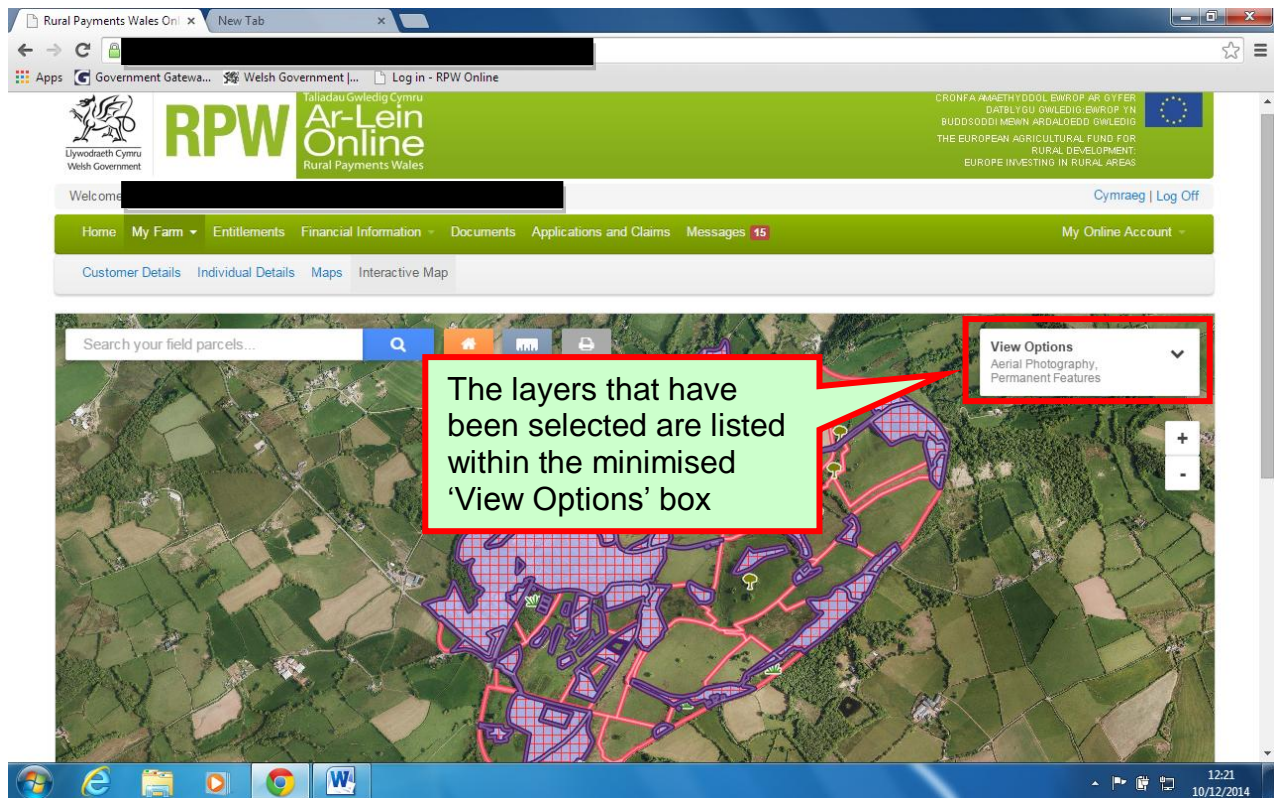 Rural Payments Wales Onl
New Tab
Apps
Government Gatewa...
Welsh Government |...
Log in - RPW Online
Llywodraeth Cymru
Welsh Government
RPW
Taliadau Gwledig Cymru
Ar-Lein
Online
Rural Payments Wales
CRONFA AMAETHYDDOL EWROP AR GYFER
DATBLYGU GWLEDIG:EWROP YN
BUDDSODDI MEWN ARDALOEDD GWLEDIG
THE EUROPEAN AGRICULTURAL FUND FOR
RURAL DEVELOPMENT:
EUROPE INVESTING IN RURAL AREAS
Welcome
Cymraeg | Log Off
Home My Farm Entitlements Financial Information Documents Applications and Claims Messages 15 My Online Account
Customer Details Individual Details Maps Interactive Map
Search your field parcels...
View Options
Aerial Photography,
Permanent Features
+
-
The layers that have
been selected are listed
within the minimised
‘View Options’ box
12:21
10/12/2014